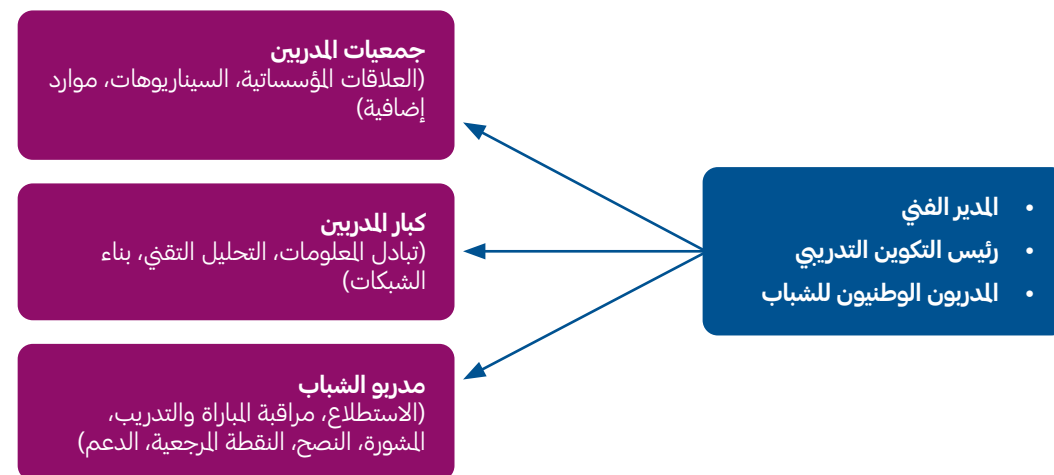 • المدير الفني
• رئيس التكوين التدريبي
• المدربون الوطنيون للشباب
جمعيات المدربين
(العلاقات المؤسساتية، السيناريوهات، موارد
إضافية)
كبار المدربين
(تبادل المعلومات، التحليل التقني، بناء
الشبكات)
مدربو الشباب
(الاستطلاع، مراقبة المباراة والتدريب،
المشورة، النصح، النقطة المرجعية، الدعم)